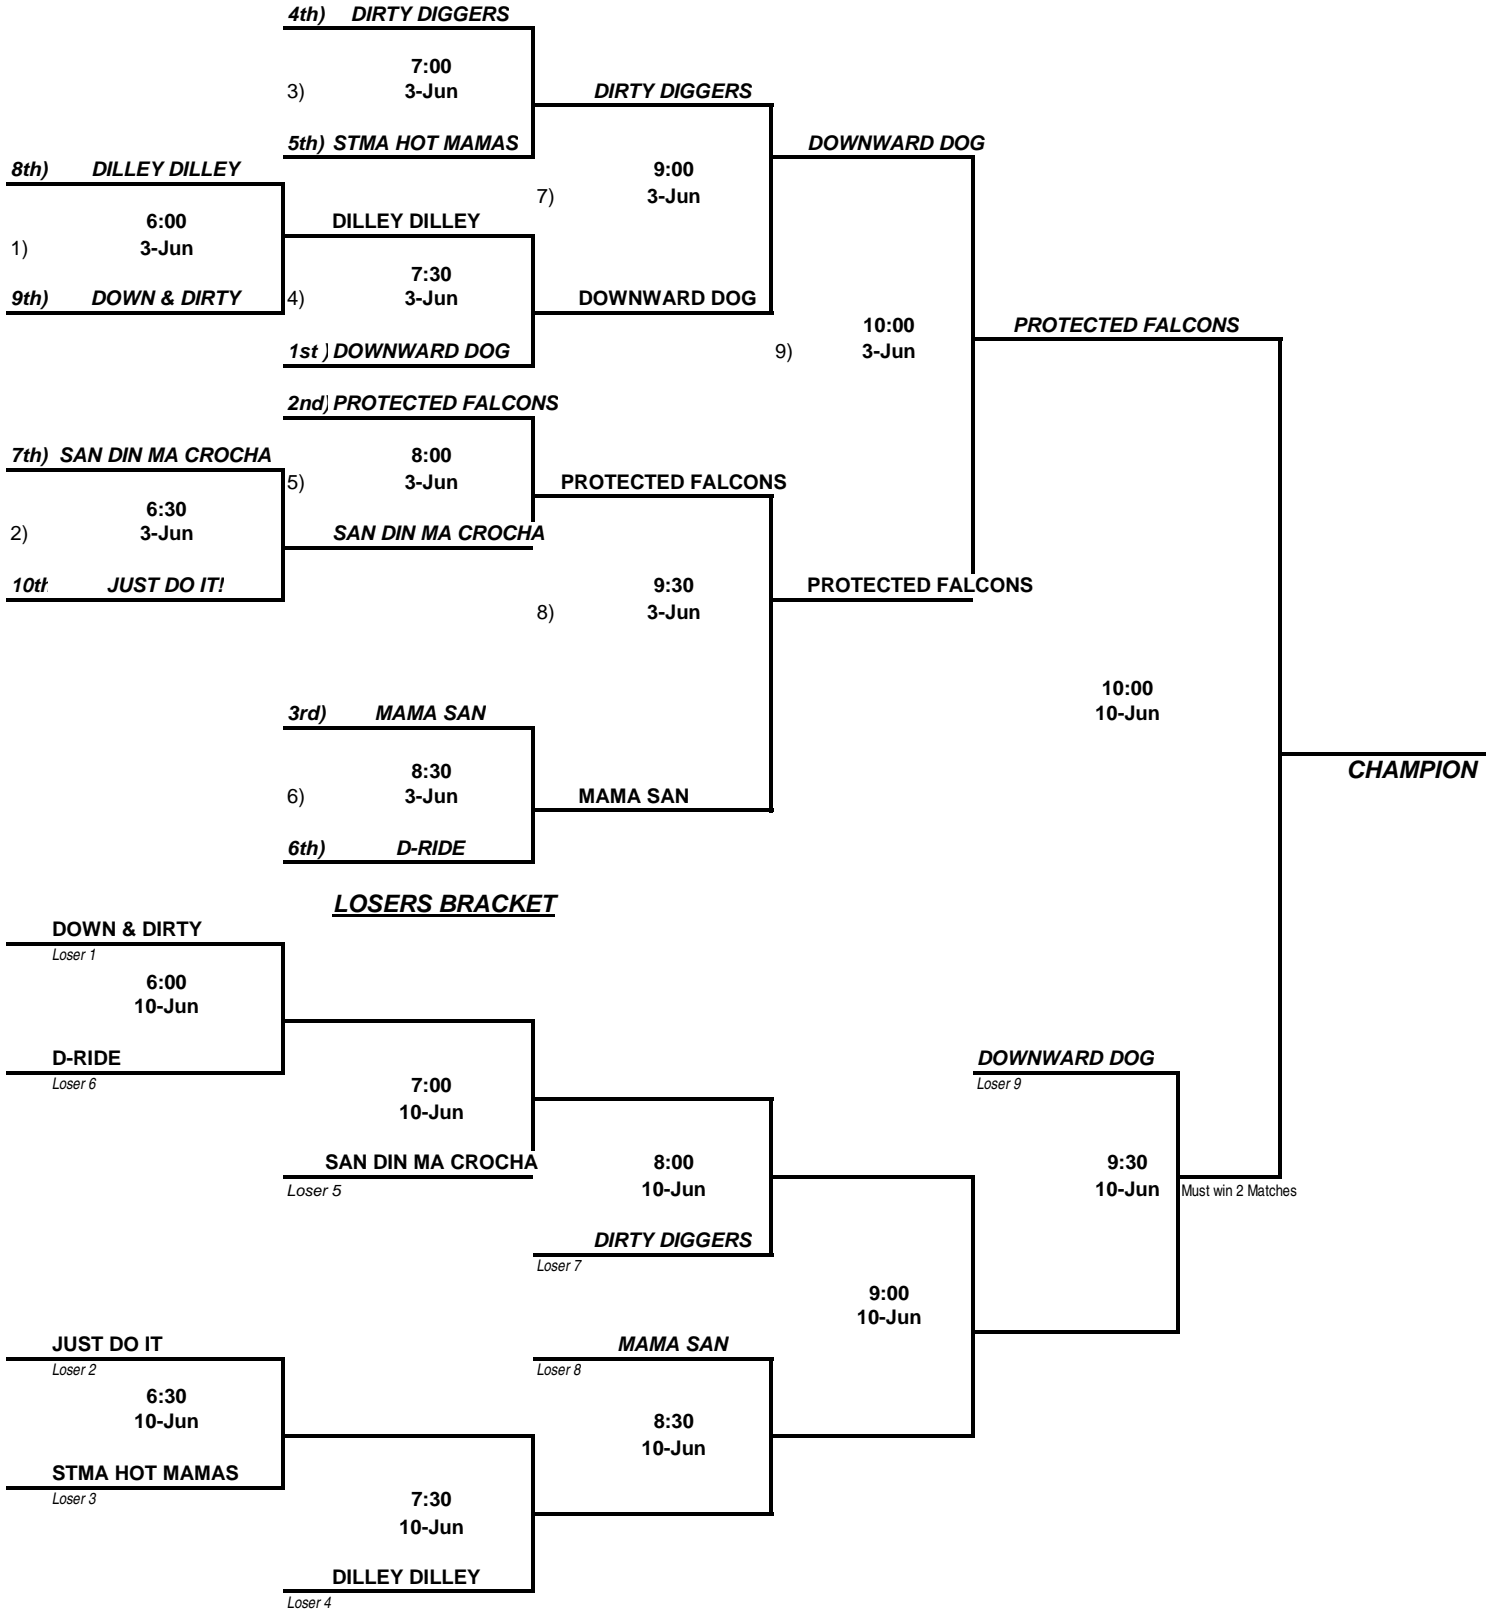 4th) DIRTY DIGGERS
7:00
3) 3-Jun DIRTY DIGGERS
5th) STMA HOT MAMAS DOWNWARD DOG
8th) DILLEY DILLEY 9:00
7) 3-Jun
6:00 DILLEY DILLEY
1) 3-Jun
7:30
9th) DOWN & DIRTY 4) 3-Jun DOWNWARD DOG
10:00 PROTECTED FALCONS
1st ) DOWNWARD DOG 9) 3-Jun
2nd) PROTECTED FALCONS
7th) SAN DIN MA CROCHA 8:00
5) 3-Jun PROTECTED FALCONS
6:30
2) 3-Jun SAN DIN MA CROCHA
10th JUST DO IT! 9:30 PROTECTED FALCONS
8) 3-Jun
10:00
3rd) MAMA SAN 10-Jun
8:30 CHAMPION
6) 3-Jun MAMA SAN
6th) D-RIDE
LOSERS BRACKET
DOWN & DIRTY
Loser 1
6:00
10-Jun
D-RIDE DOWNWARD DOG
Loser 6 7:00 Loser 9
10-Jun
SAN DIN MA CROCHA 8:00 9:30
Loser 5 10-Jun 10-Jun Must win 2 Matches
DIRTY DIGGERS
Loser 7
9:00
10-Jun
JUST DO IT MAMA SAN
Loser 2 Loser 8
6:30
10-Jun 8:30
10-Jun
STMA HOT MAMAS
Loser 3 7:30
10-Jun
DILLEY DILLEY
Loser 4